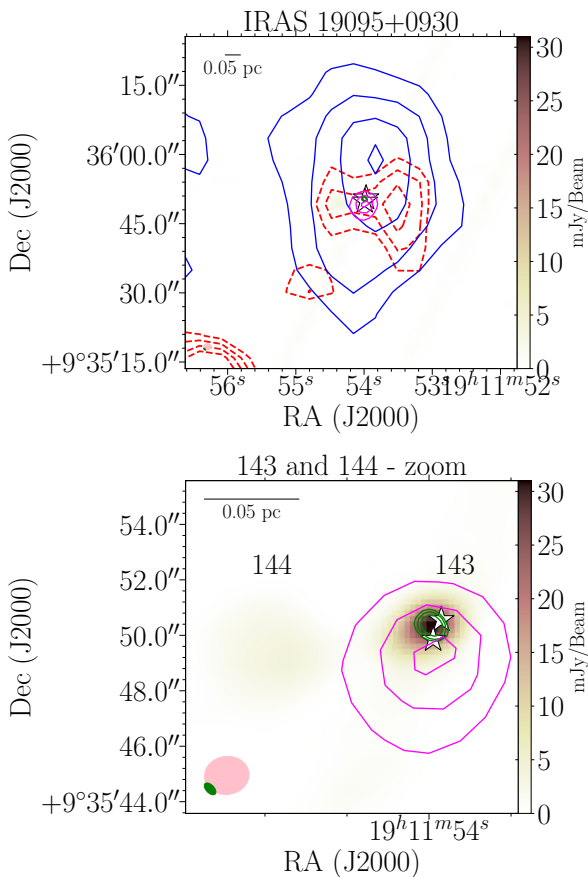 IRAS 19095+0930
0.05 pc
15.0″
36′00.0″
45.0″
30.0″
+9°35′15.0″
Dec (J2000)
56ˢ 55ˢ 54ˢ 53ˢ 19ʰ11ᵐ52ˢ
RA (J2000)
30
25
20
15
10
5
0
mJy/Beam
143 and 144 - zoom
0.05 pc
144 143
54.0″
52.0″
50.0″
48.0″
46.0″
+9°35′44.0″
Dec (J2000)
19ʰ11ᵐ54ˢ
RA (J2000)
30
25
20
15
10
5
0
mJy/Beam